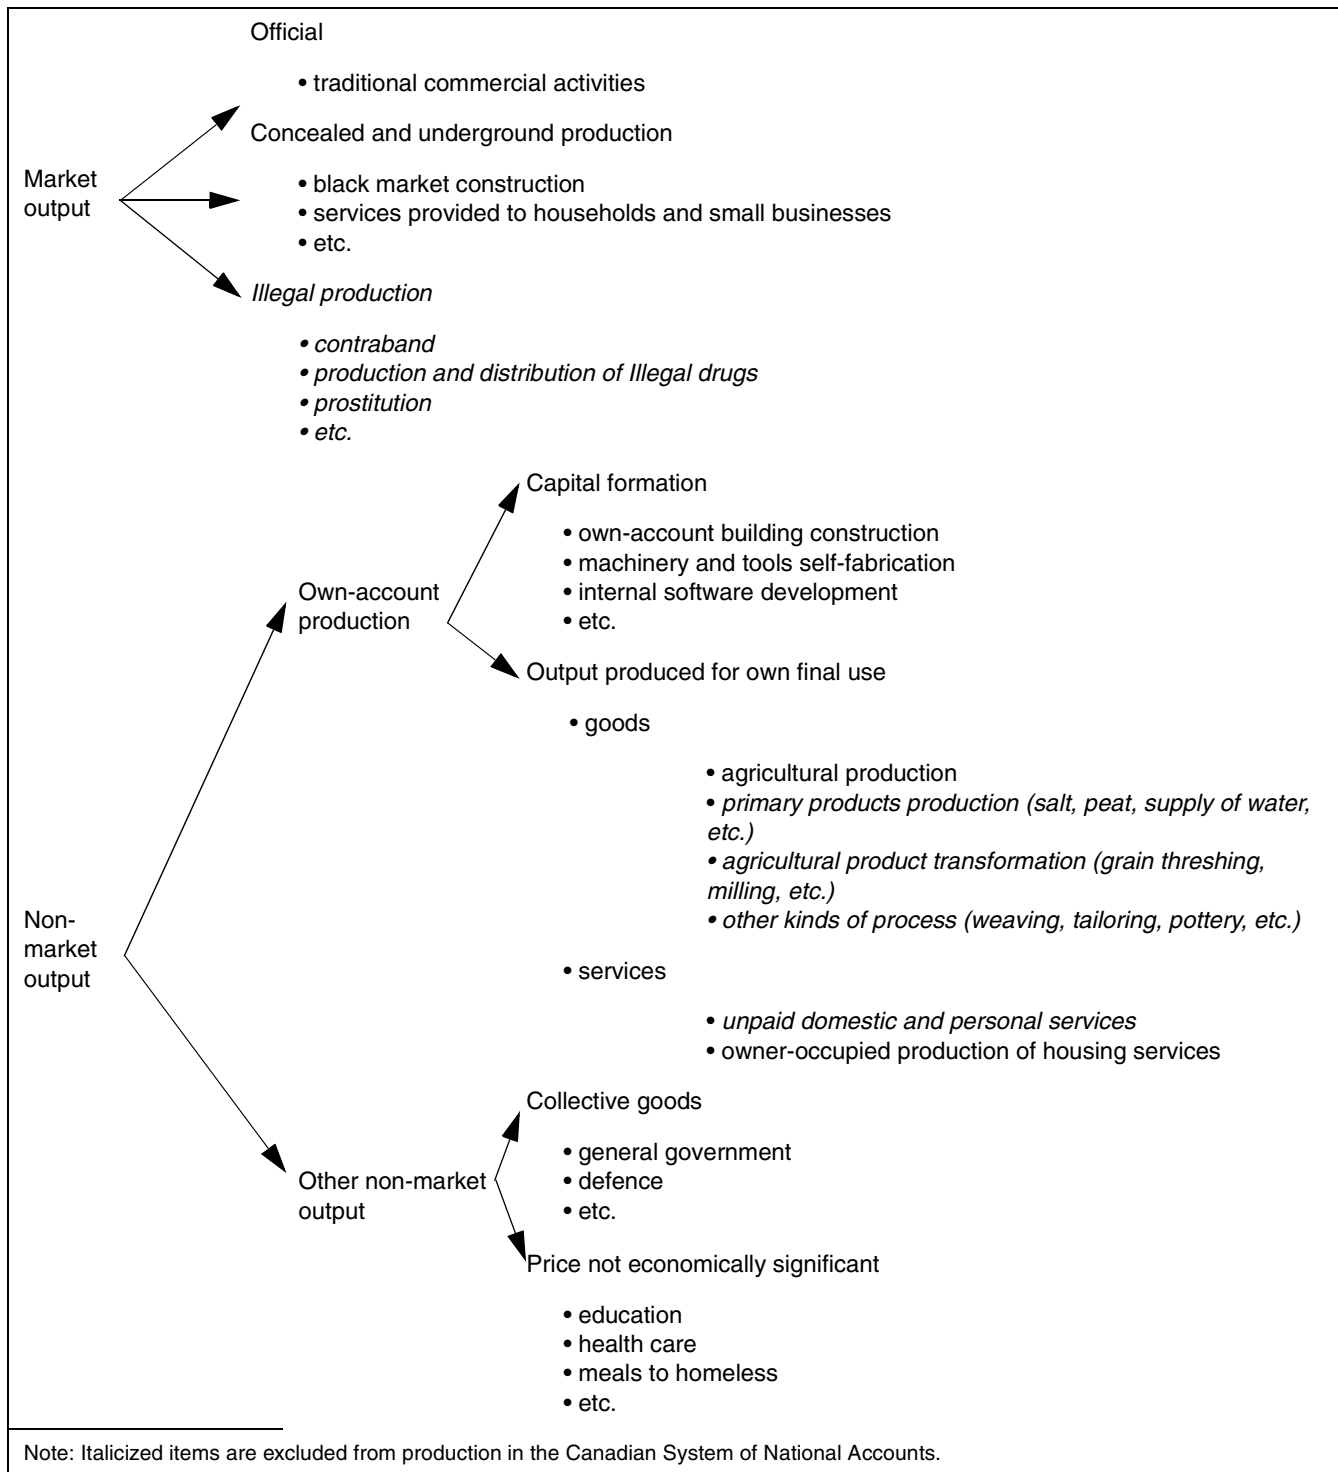 Official
• traditional commercial activities
Concealed and underground production
Market
output
• black market construction
• services provided to households and small businesses
• etc.
Illegal production
• contraband
• production and distribution of Illegal drugs
• prostitution
• etc.
Capital formation
• own-account building construction
• machinery and tools self-fabrication
• internal software development
• etc.
Own-account
production
Output produced for own final use
• goods
• agricultural production
• primary products production (salt, peat, supply of water,
etc.)
• agricultural product transformation (grain threshing,
milling, etc.)
• other kinds of process (weaving, tailoring, pottery, etc.)
Non-
market
output
• services
• unpaid domestic and personal services
• owner-occupied production of housing services
Collective goods
• general government
• defence
• etc.
Other non-market
output
Price not economically significant
• education
• health care
• meals to homeless
• etc.
Note: Italicized items are excluded from production in the Canadian System of National Accounts.